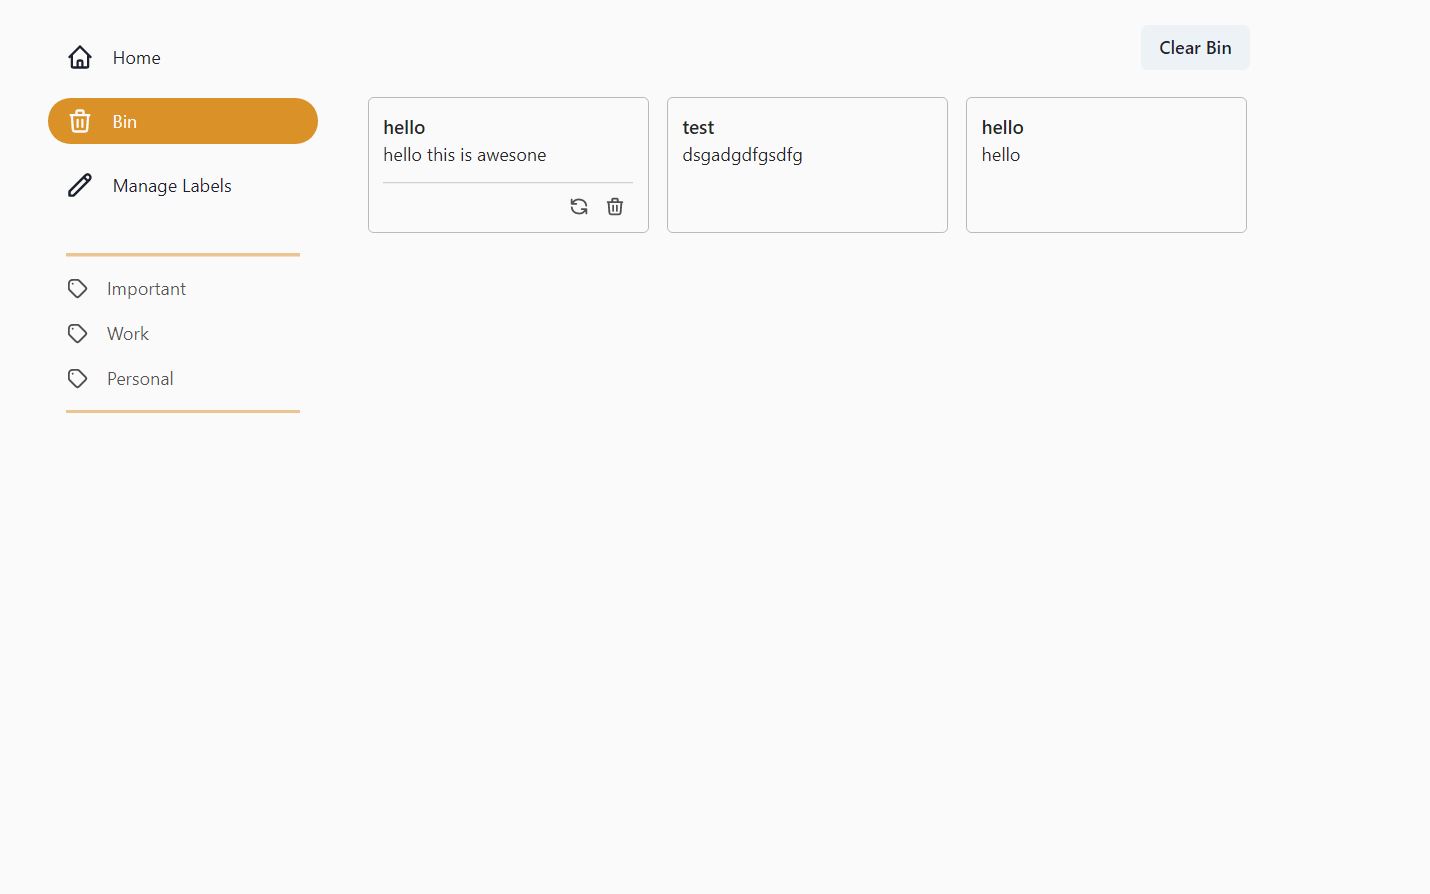 Home
Bin
Manage Labels
Important
Work
Personal
Clear Bin
hello
hello this is awesone
test
dsgadgdfgsdfg
hello
hello